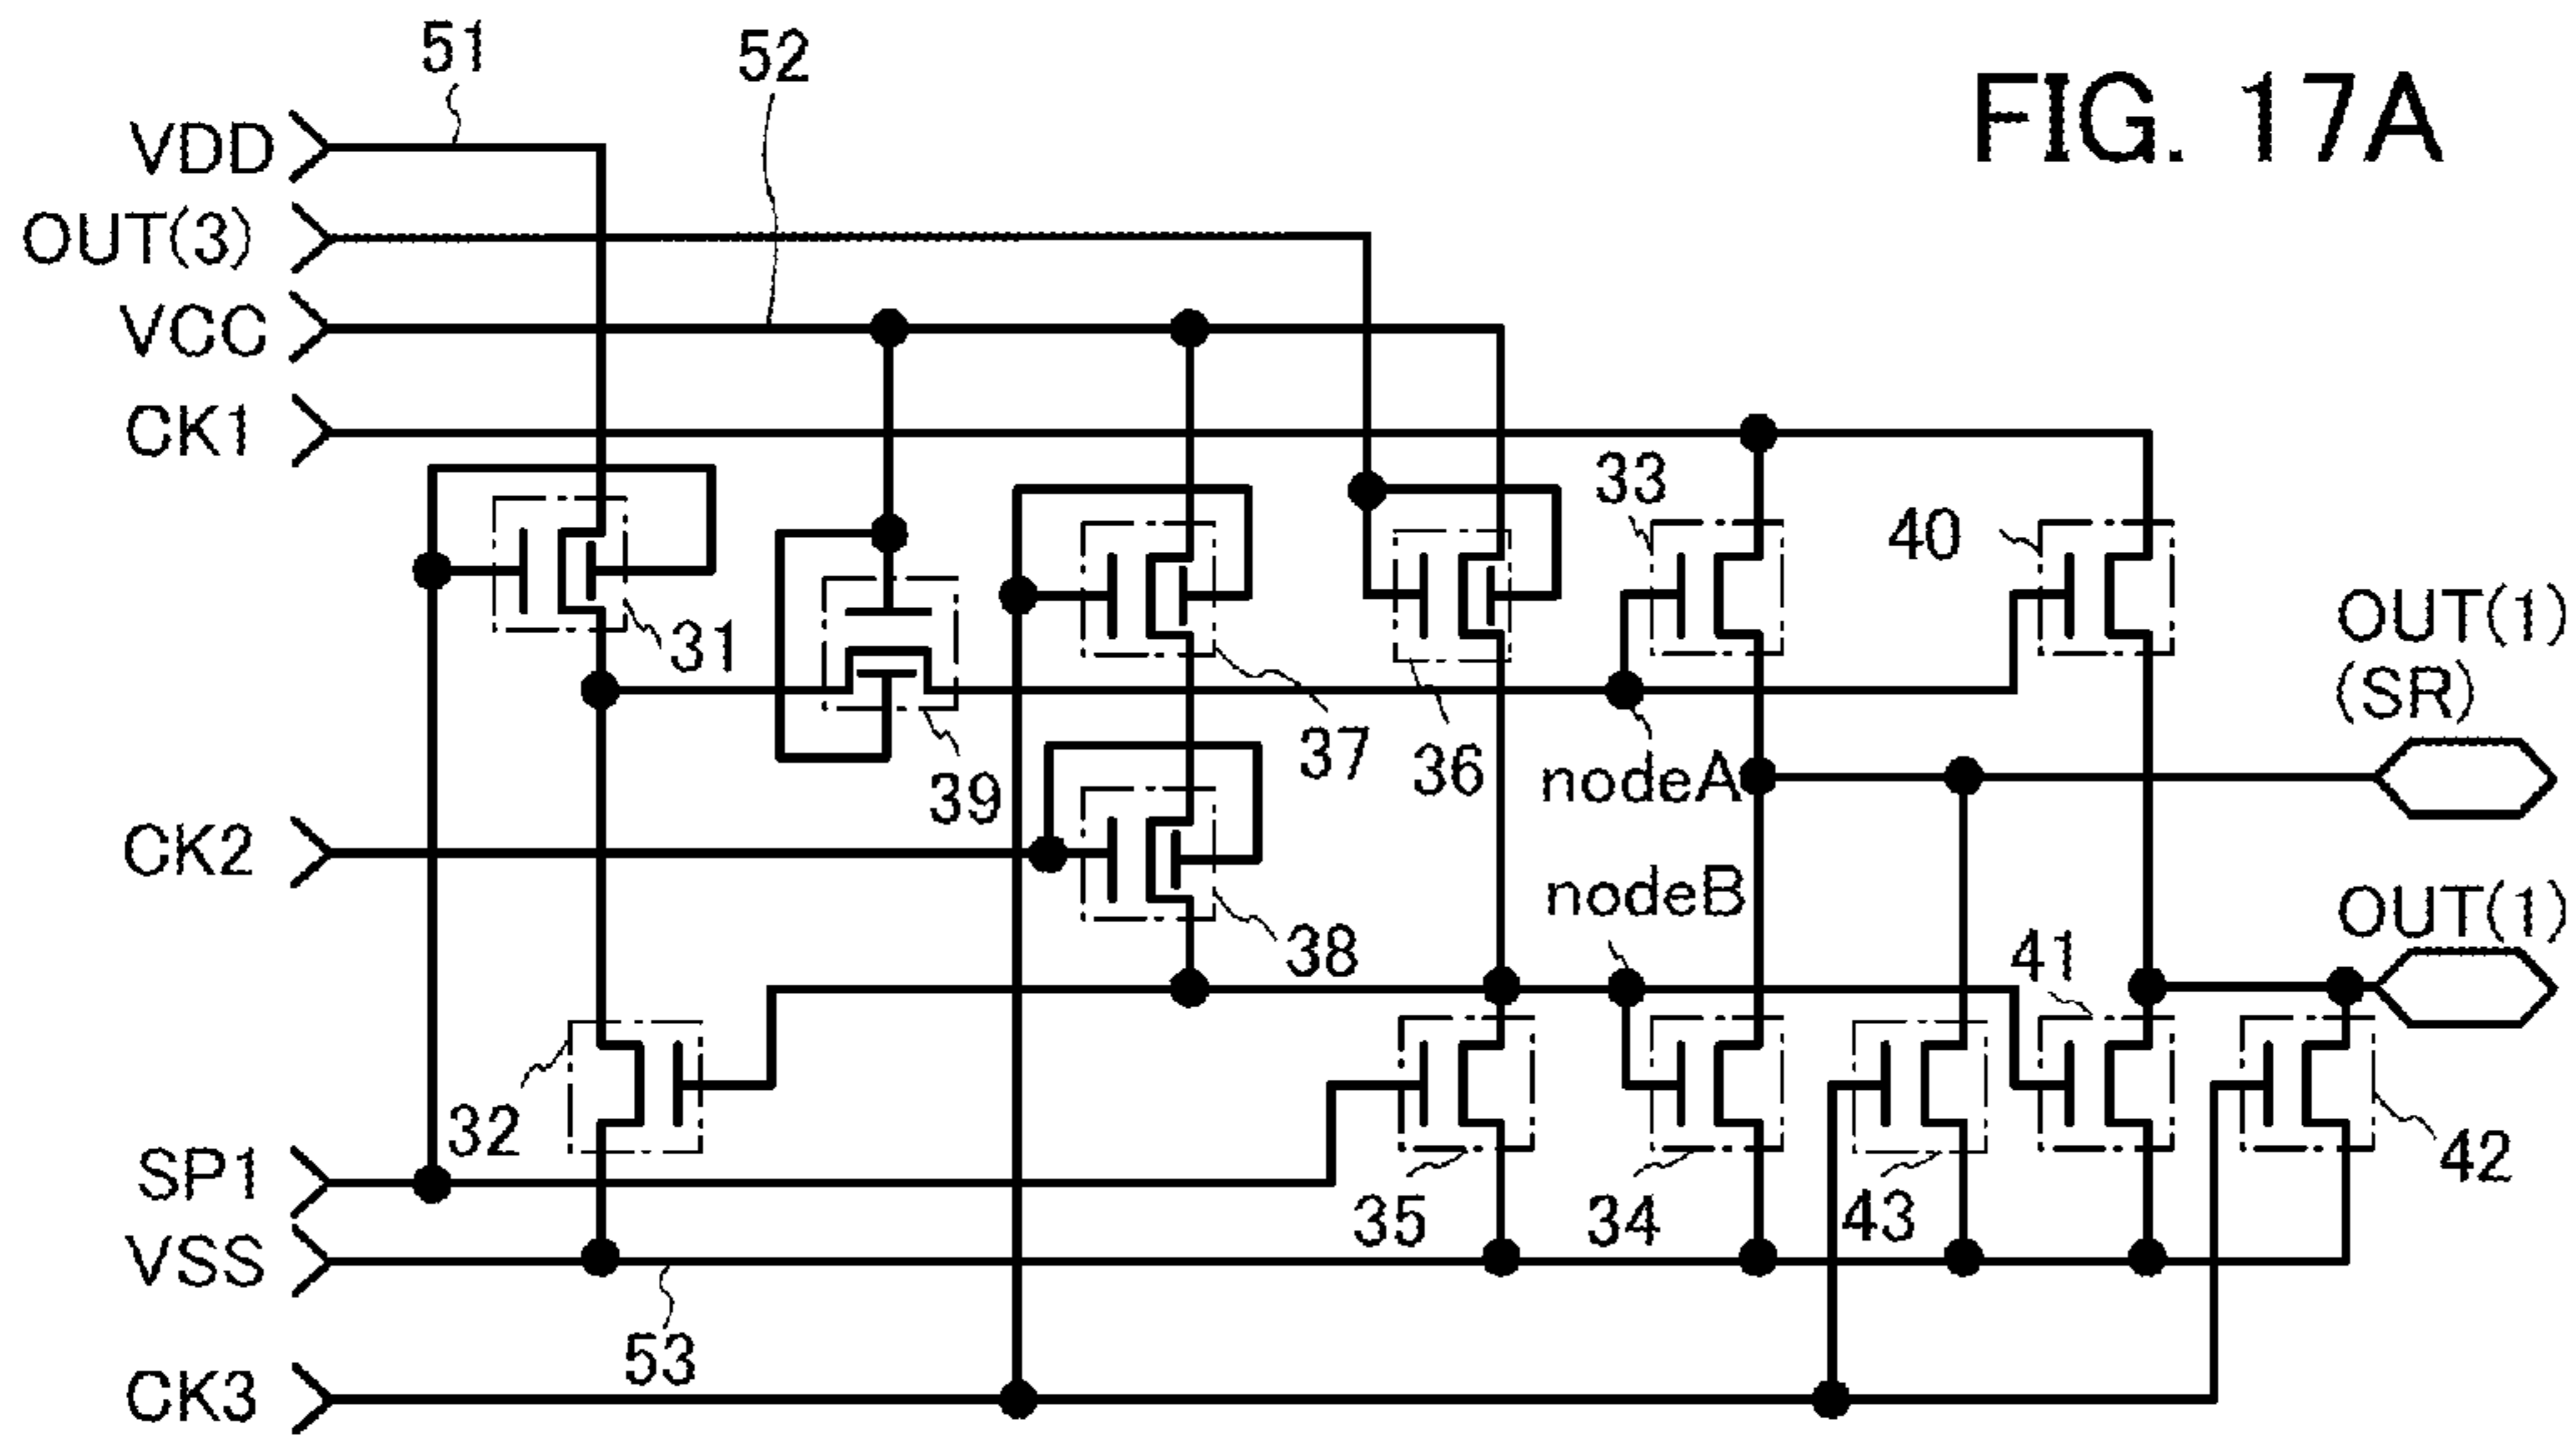 FIG. 17A
51
52
VDD
OUT(3)
VCC
CK1
33
40
31
OUT(1)
(SR)
37
36
39
nodeA
CK2
nodeB
38
41
OUT(1)
32
SP1
35
34
43
42
VSS
53
CK3